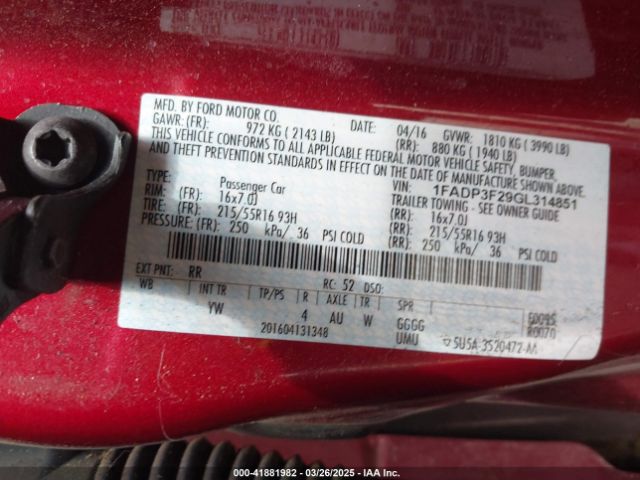 MFD. BY FORD MOTOR CO.
DATE: 04/16 GVWR: 1810 KG ( 3990 LB)
GAWR: (FR): 972 KG ( 2143 LB) (RR): 880 KG ( 1940 LB)
THIS VEHICLE CONFORMS TO ALL APPLICABLE FEDERAL MOTOR VEHICLE SAFETY, BUMPER,
AND THEFT PREVENTION STANDARDS IN EFFECT ON THE DATE OF MANUFACTURE SHOWN ABOVE.
VIN: 1FADP3F29GL314851
TYPE: Passenger Car TRAILER TOWING - SEE OWNERS GUIDE
RIM: (FR): 16x7.0J (RR): 16x7.0J
TIRE: (FR): 215/55R16 93H (RR): 215/55R16 93H
PRESSURE: (FR): 250 kPa/ 36 PSI COLD (RR): 250 kPa/ 36 PSI COLD
EXT PNT: RR RC: 52 DSO:
WB INT TR TP/PS R AXLE TR SPR
YW 4 AU W GGGG
201604131348 UMU
5U5A-3520472-AA
000-41881982 | 03/26/2025 | IAA Inc.